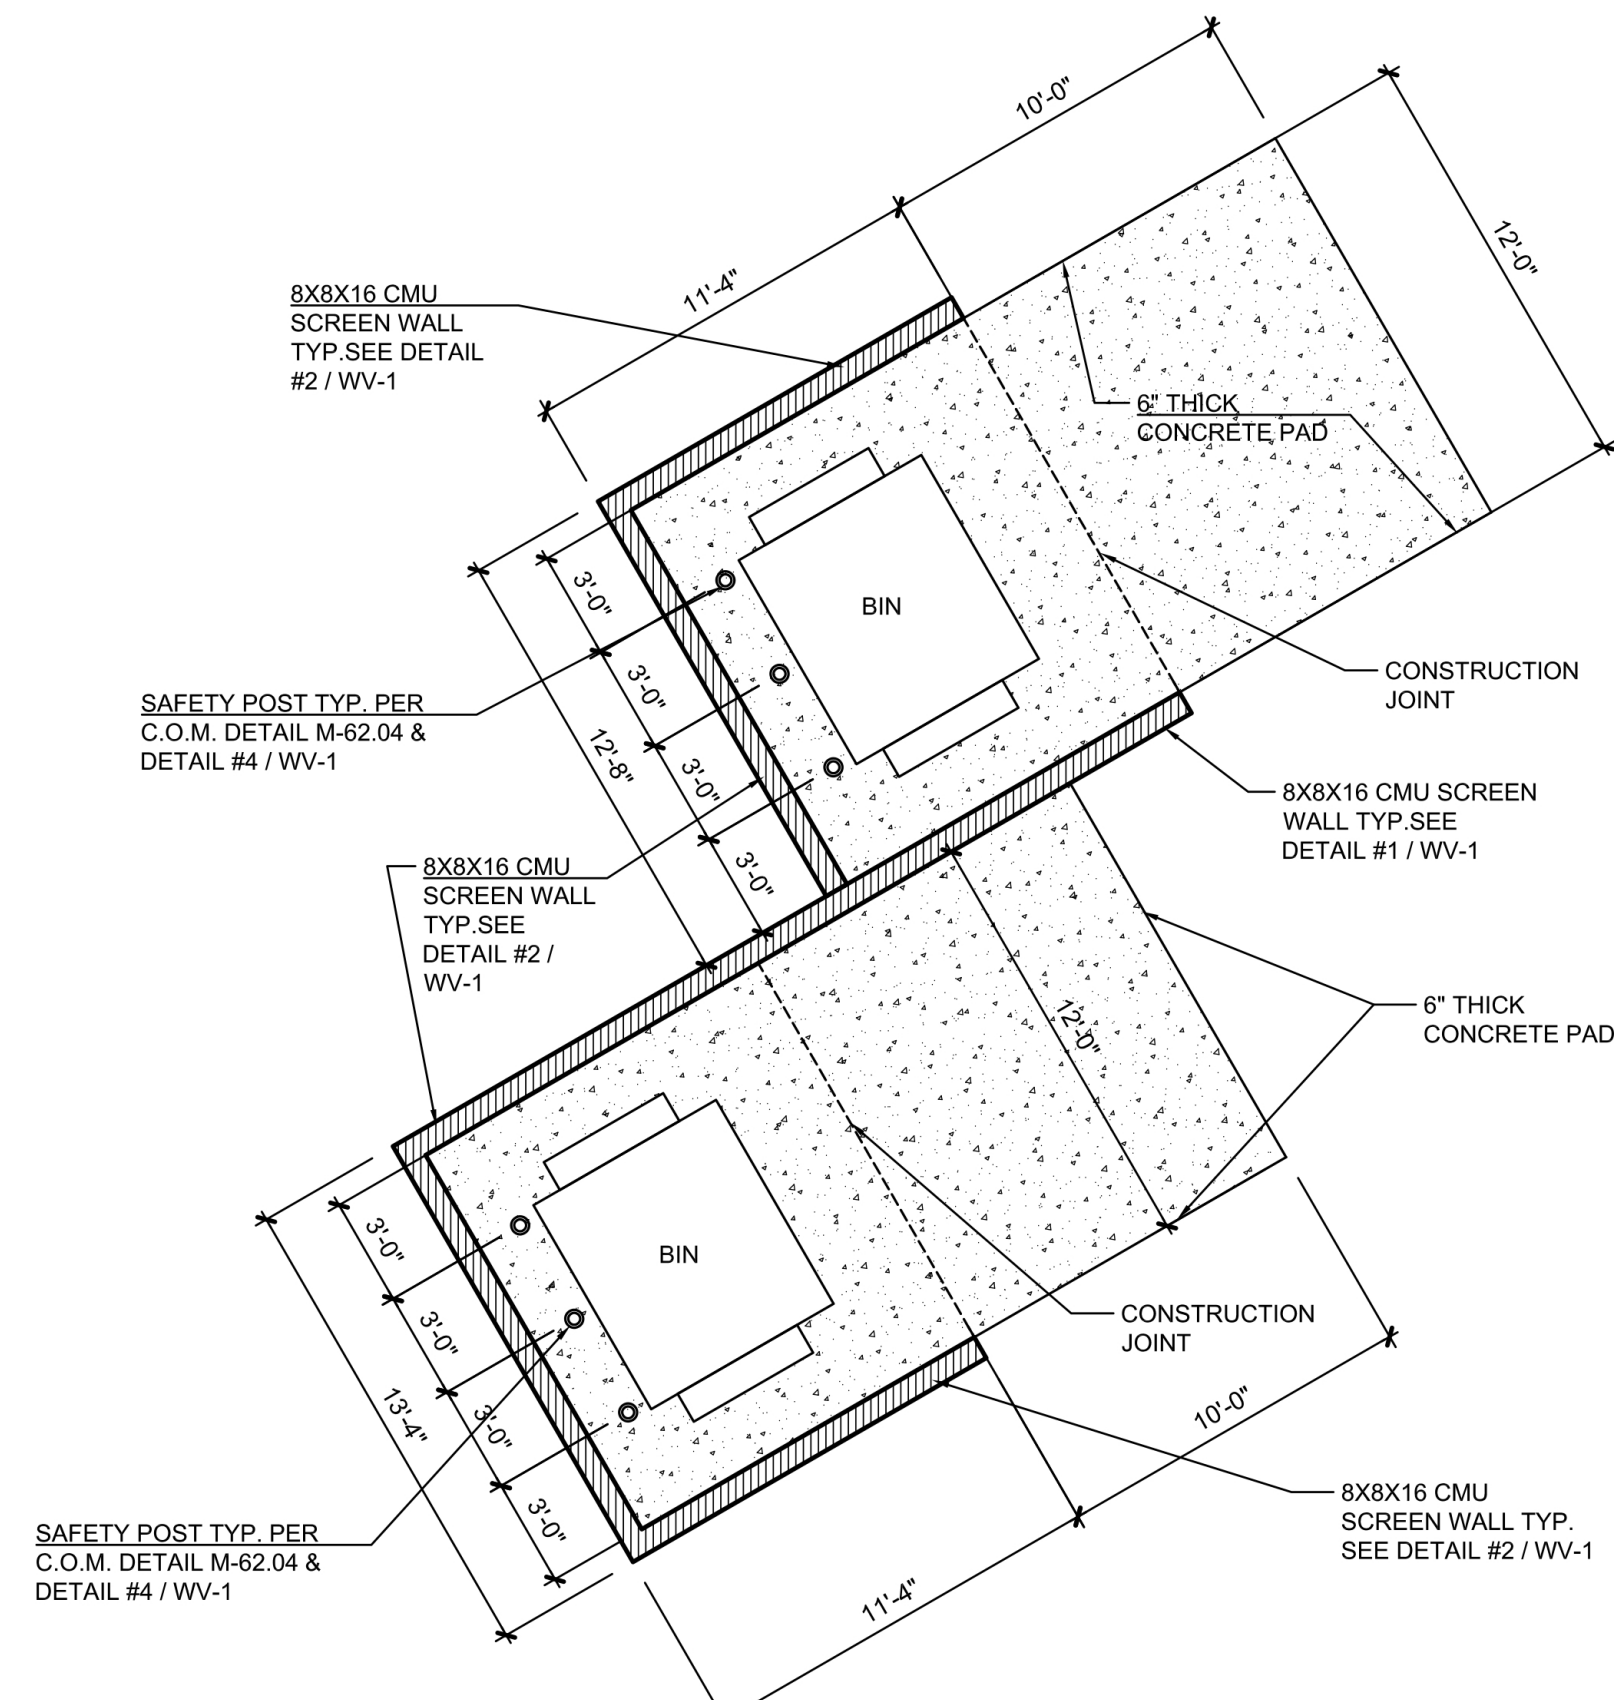 10'-0"
12'-0"
11'-4"
8X8X16 CMU
SCREEN WALL
TYP.SEE DETAIL
#2 / WV-1
6" THICK
CONCRETE PAD
3'-0"
BIN
3'-0"
CONSTRUCTION
JOINT
SAFETY POST TYP. PER
C.O.M. DETAIL M-62.04 &
DETAIL #4 / WV-1
12'-8"
3'-0"
8X8X16 CMU SCREEN
WALL TYP.SEE
DETAIL #1 / WV-1
3'-0"
8X8X16 CMU
SCREEN WALL
TYP.SEE
DETAIL #2 /
WV-1
12'-0"
6" THICK
CONCRETE PAD
3'-0"
BIN
3'-0"
CONSTRUCTION
JOINT
13'-4"
3'-0"
10'-0"
3'-0"
8X8X16 CMU
SCREEN WALL TYP.
SEE DETAIL #2 / WV-1
SAFETY POST TYP. PER
C.O.M. DETAIL M-62.04 &
DETAIL #4 / WV-1
11'-4"